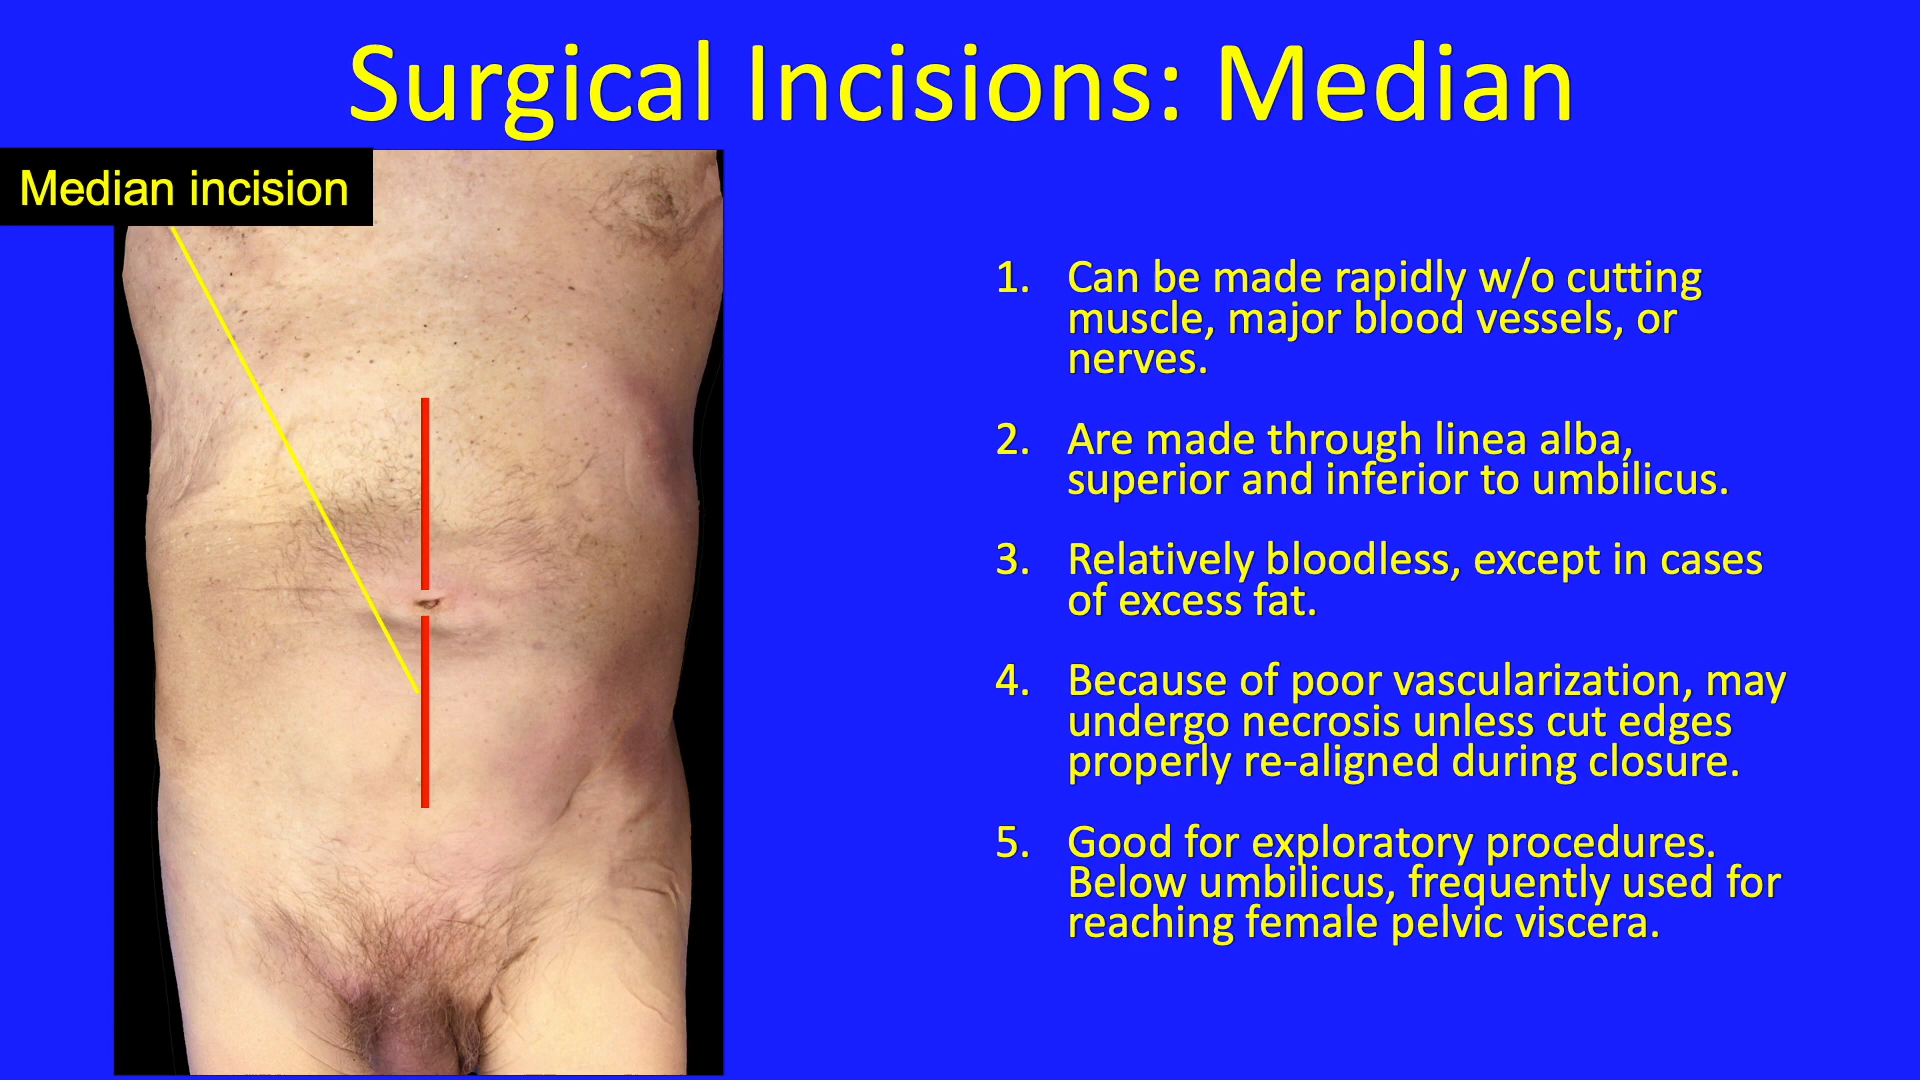 Surgical Incisions: Median
Median incision
1. Can be made rapidly w/o cutting
muscle, major blood vessels, or
nerves.
2. Are made through linea alba,
superior and inferior to umbilicus.
3. Relatively bloodless, except in cases
of excess fat.
4. Because of poor vascularization, may
undergo necrosis unless cut edges
properly re-aligned during closure.
5. Good for exploratory procedures.
Below umbilicus, frequently used for
reaching female pelvic viscera.